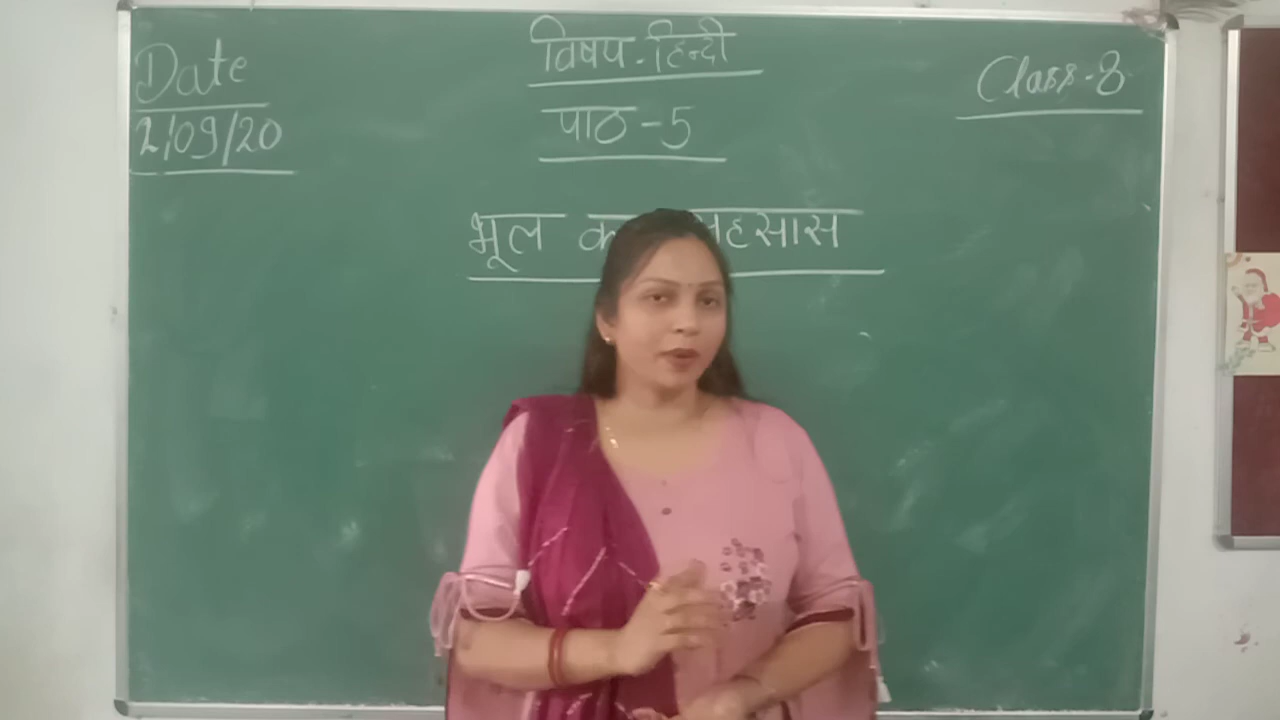 Date
2/09/20
विषय - हिन्दी
पाठ - 5
Class - 8
भूल